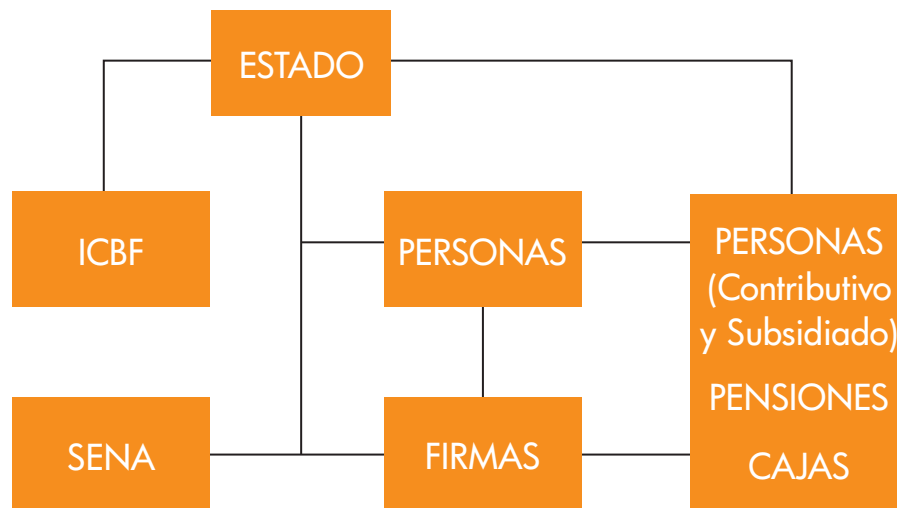 ESTADO
ICBF
PERSONAS
PERSONAS
(Contributivo
y Subsidiado)
PENSIONES
CAJAS
SENA
FIRMAS